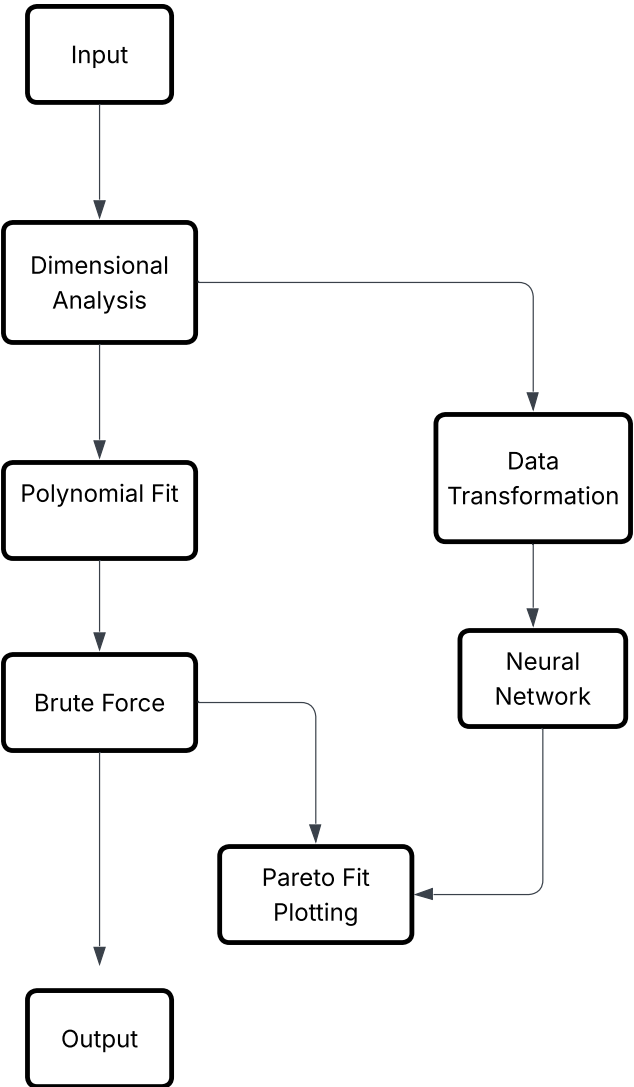 Input
Dimensional
Analysis
Polynomial Fit
Data
Transformation
Brute Force
Neural
Network
Pareto Fit
Plotting
Output